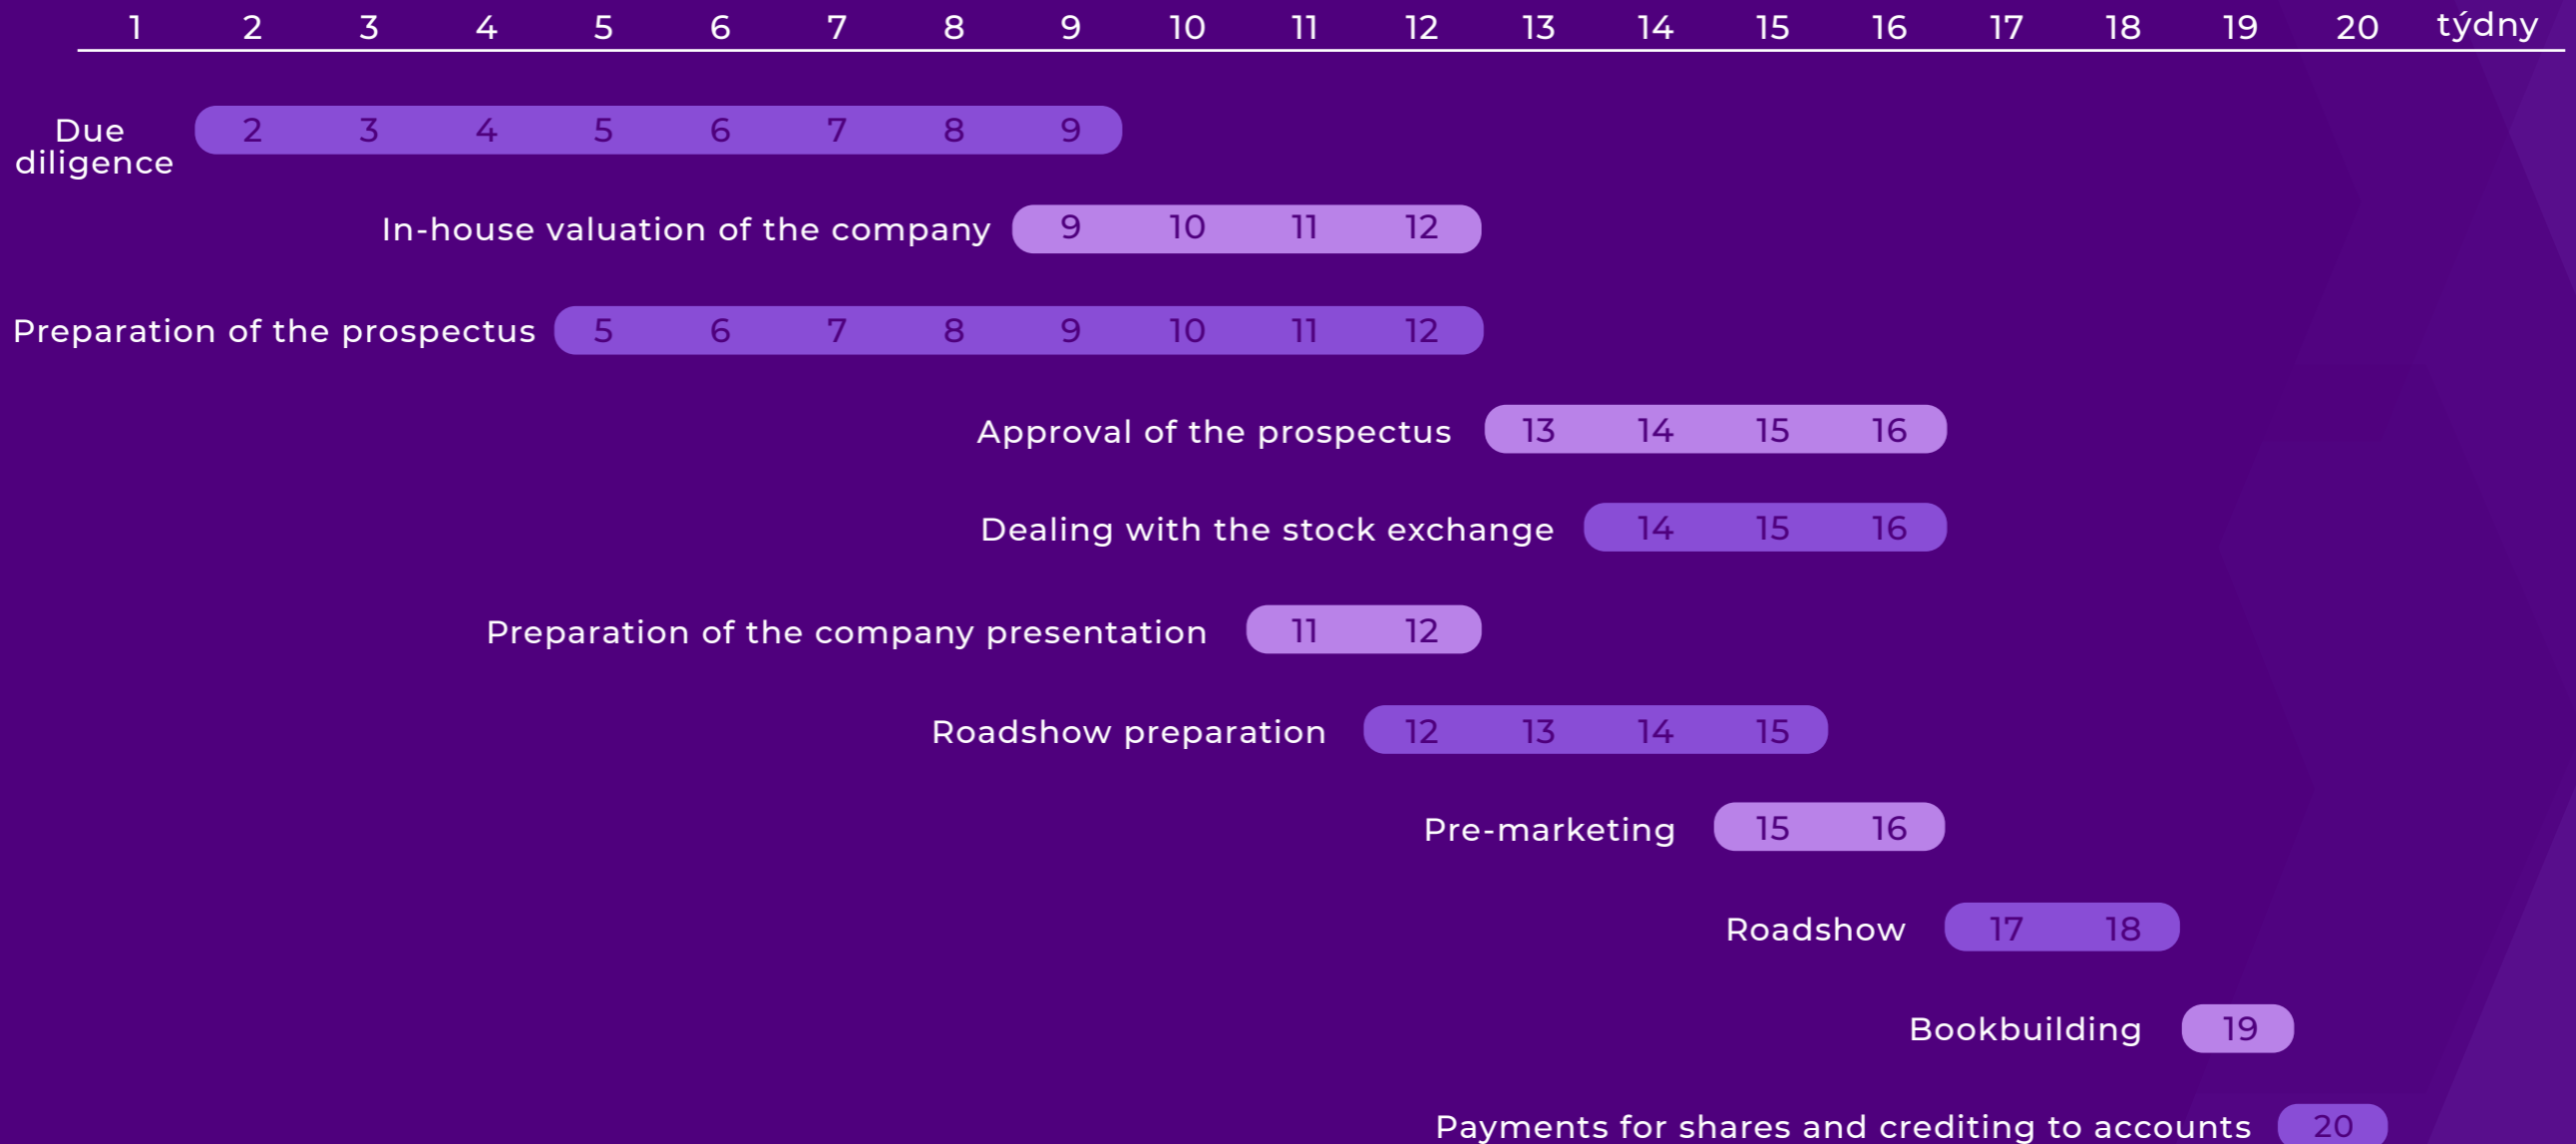 1 2 3 4 5 6 7 8 9 10 11 12 13 14 15 16 17 18 19 20 týdny
Due
diligence
2 3 4 5 6 7 8 9
In-house valuation of the company 9 10 11 12
Preparation of the prospectus 5 6 7 8 9 10 11 12
Approval of the prospectus 13 14 15 16
Dealing with the stock exchange 14 15 16
Preparation of the company presentation 11 12
Roadshow preparation 12 13 14 15
Pre-marketing 15 16
Roadshow 17 18
Bookbuilding 19
Payments for shares and crediting to accounts 20